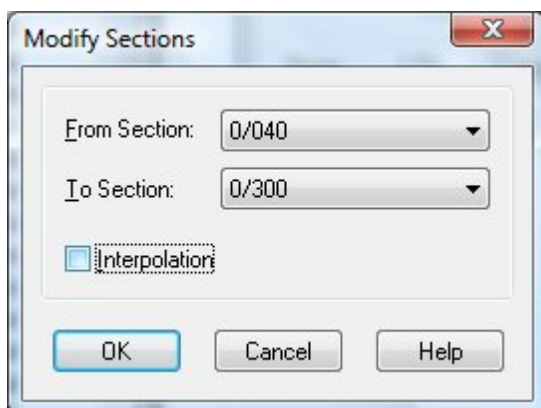 Modify Sections
From Section: 0/040
To Section: 0/300
Interpolation
OK Cancel Help